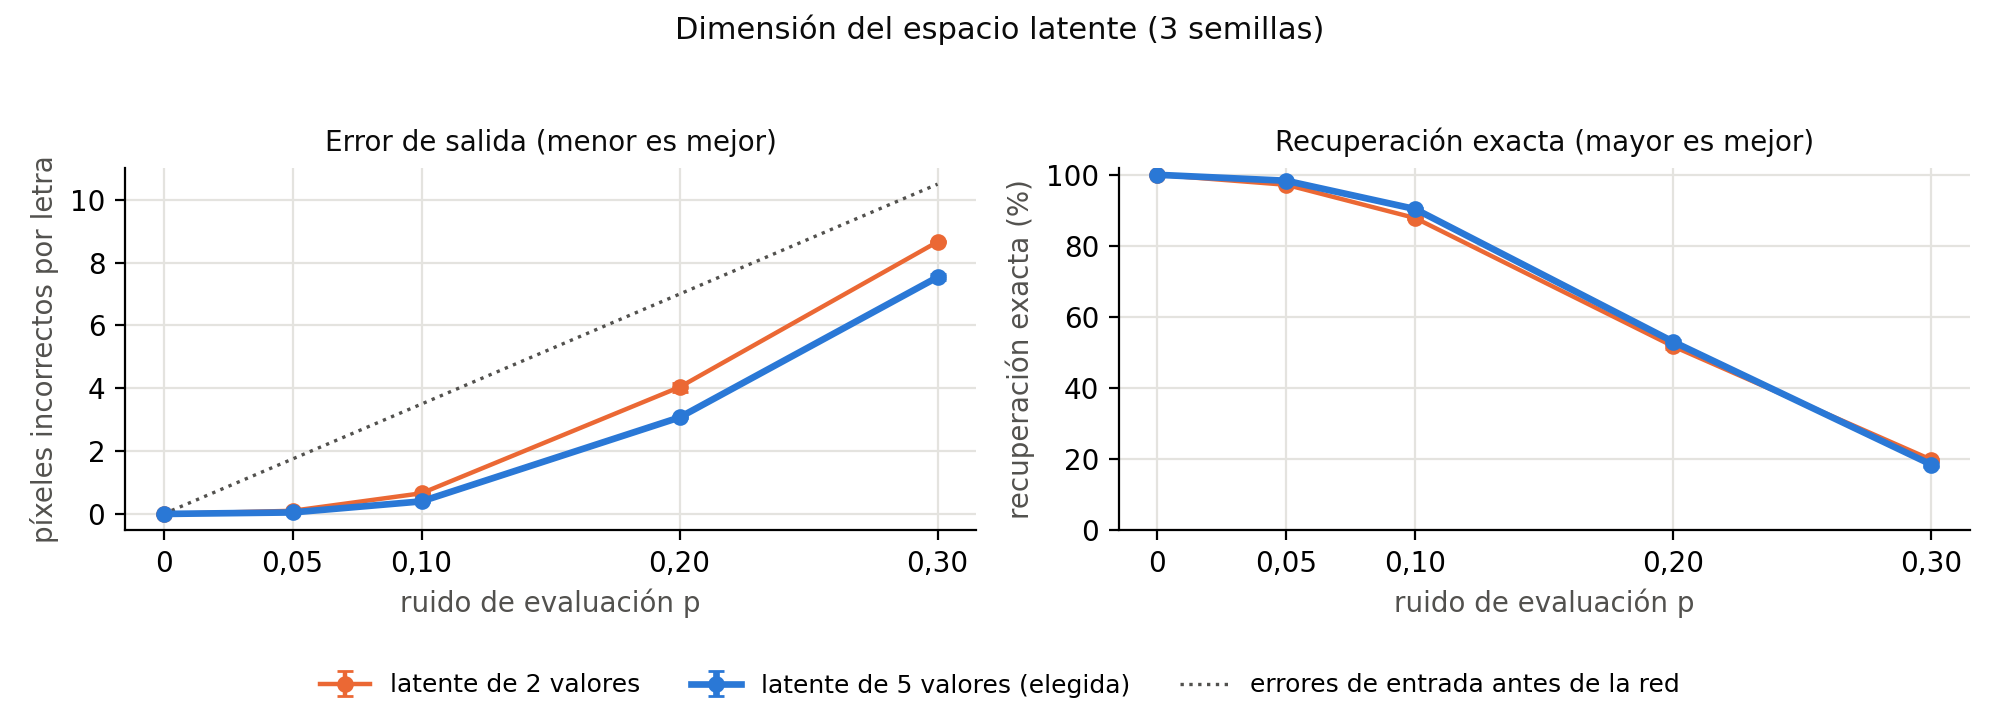 Dimensión del espacio latente (3 semillas)
Error de salida (menor es mejor)
píxeles incorrectos por letra
10
8
6
4
2
0
0 0,05 0,10 0,20 0,30
ruido de evaluación p
Recuperación exacta (mayor es mejor)
recuperación exacta (%)
100
80
60
40
20
0
0 0,05 0,10 0,20 0,30
ruido de evaluación p
latente de 2 valores
latente de 5 valores (elegida)
errores de entrada antes de la red